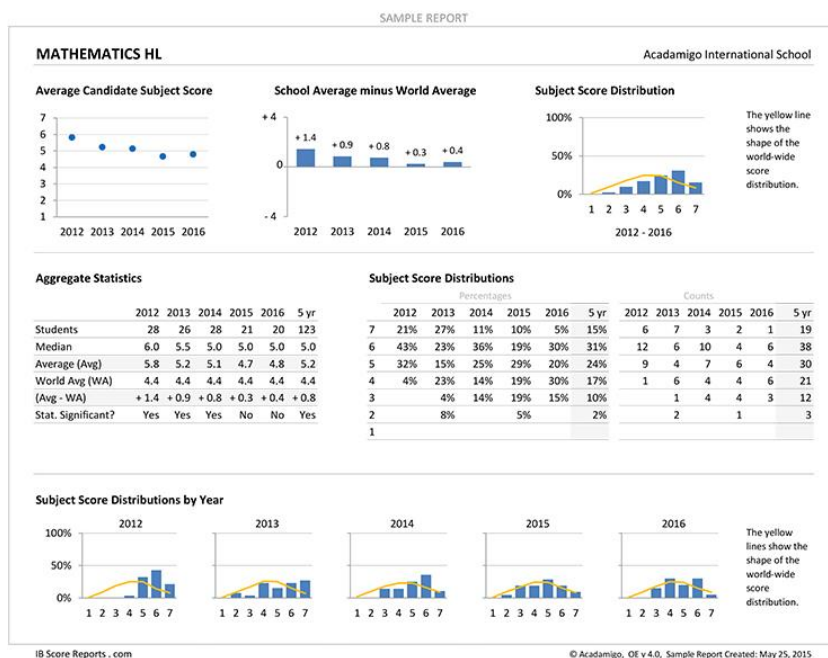 SAMPLE REPORT
MATHEMATICS HL
Acadamigo International School
Average Candidate Subject Score
7
6
5
4
3
2
1
2012 2013 2014 2015 2016
School Average minus World Average
+ 4
0
- 4
+ 1.4
+ 0.9
+ 0.8
+ 0.3
+ 0.4
2012 2013 2014 2015 2016
Subject Score Distribution
100%
50%
0%
1 2 3 4 5 6 7
2012 - 2016
The yellow line
shows the
shape of the
world-wide
score
distribution.
Aggregate Statistics
2012 2013 2014 2015 2016 5 yr
Students 28 26 28 21 20 123
Median 6.0 5.5 5.0 5.0 5.0 5.0
Average (Avg) 5.8 5.2 5.1 4.7 4.8 5.2
World Avg (WA) 4.4 4.4 4.4 4.4 4.4 4.4
(Avg - WA) + 1.4 + 0.9 + 0.8 + 0.3 + 0.4 + 0.8
Stat. Significant? Yes Yes Yes No No Yes
Subject Score Distributions
Percentages
2012 2013 2014 2015 2016 5 yr
7 21% 27% 11% 10% 5% 15%
6 43% 23% 36% 19% 30% 31%
5 32% 15% 25% 29% 20% 24%
4 4% 23% 14% 19% 30% 17%
3 4% 14% 19% 15% 10%
2 8% 5% 2%
1
Counts
2012 2013 2014 2015 2016 5 yr
6 7 3 2 1 19
12 6 10 4 6 38
9 4 7 6 4 30
1 6 4 4 6 21
1 4 4 3 12
2 1 3
Subject Score Distributions by Year
100%
50%
0%
2012
1 2 3 4 5 6 7
2013
1 2 3 4 5 6 7
2014
1 2 3 4 5 6 7
2015
1 2 3 4 5 6 7
2016
1 2 3 4 5 6 7
The yellow
lines show the
shape of the
world-wide
score
distribution.
IB Score Reports . com
© Acadamigo, OE v 4.0, Sample Report Created: May 25, 2015